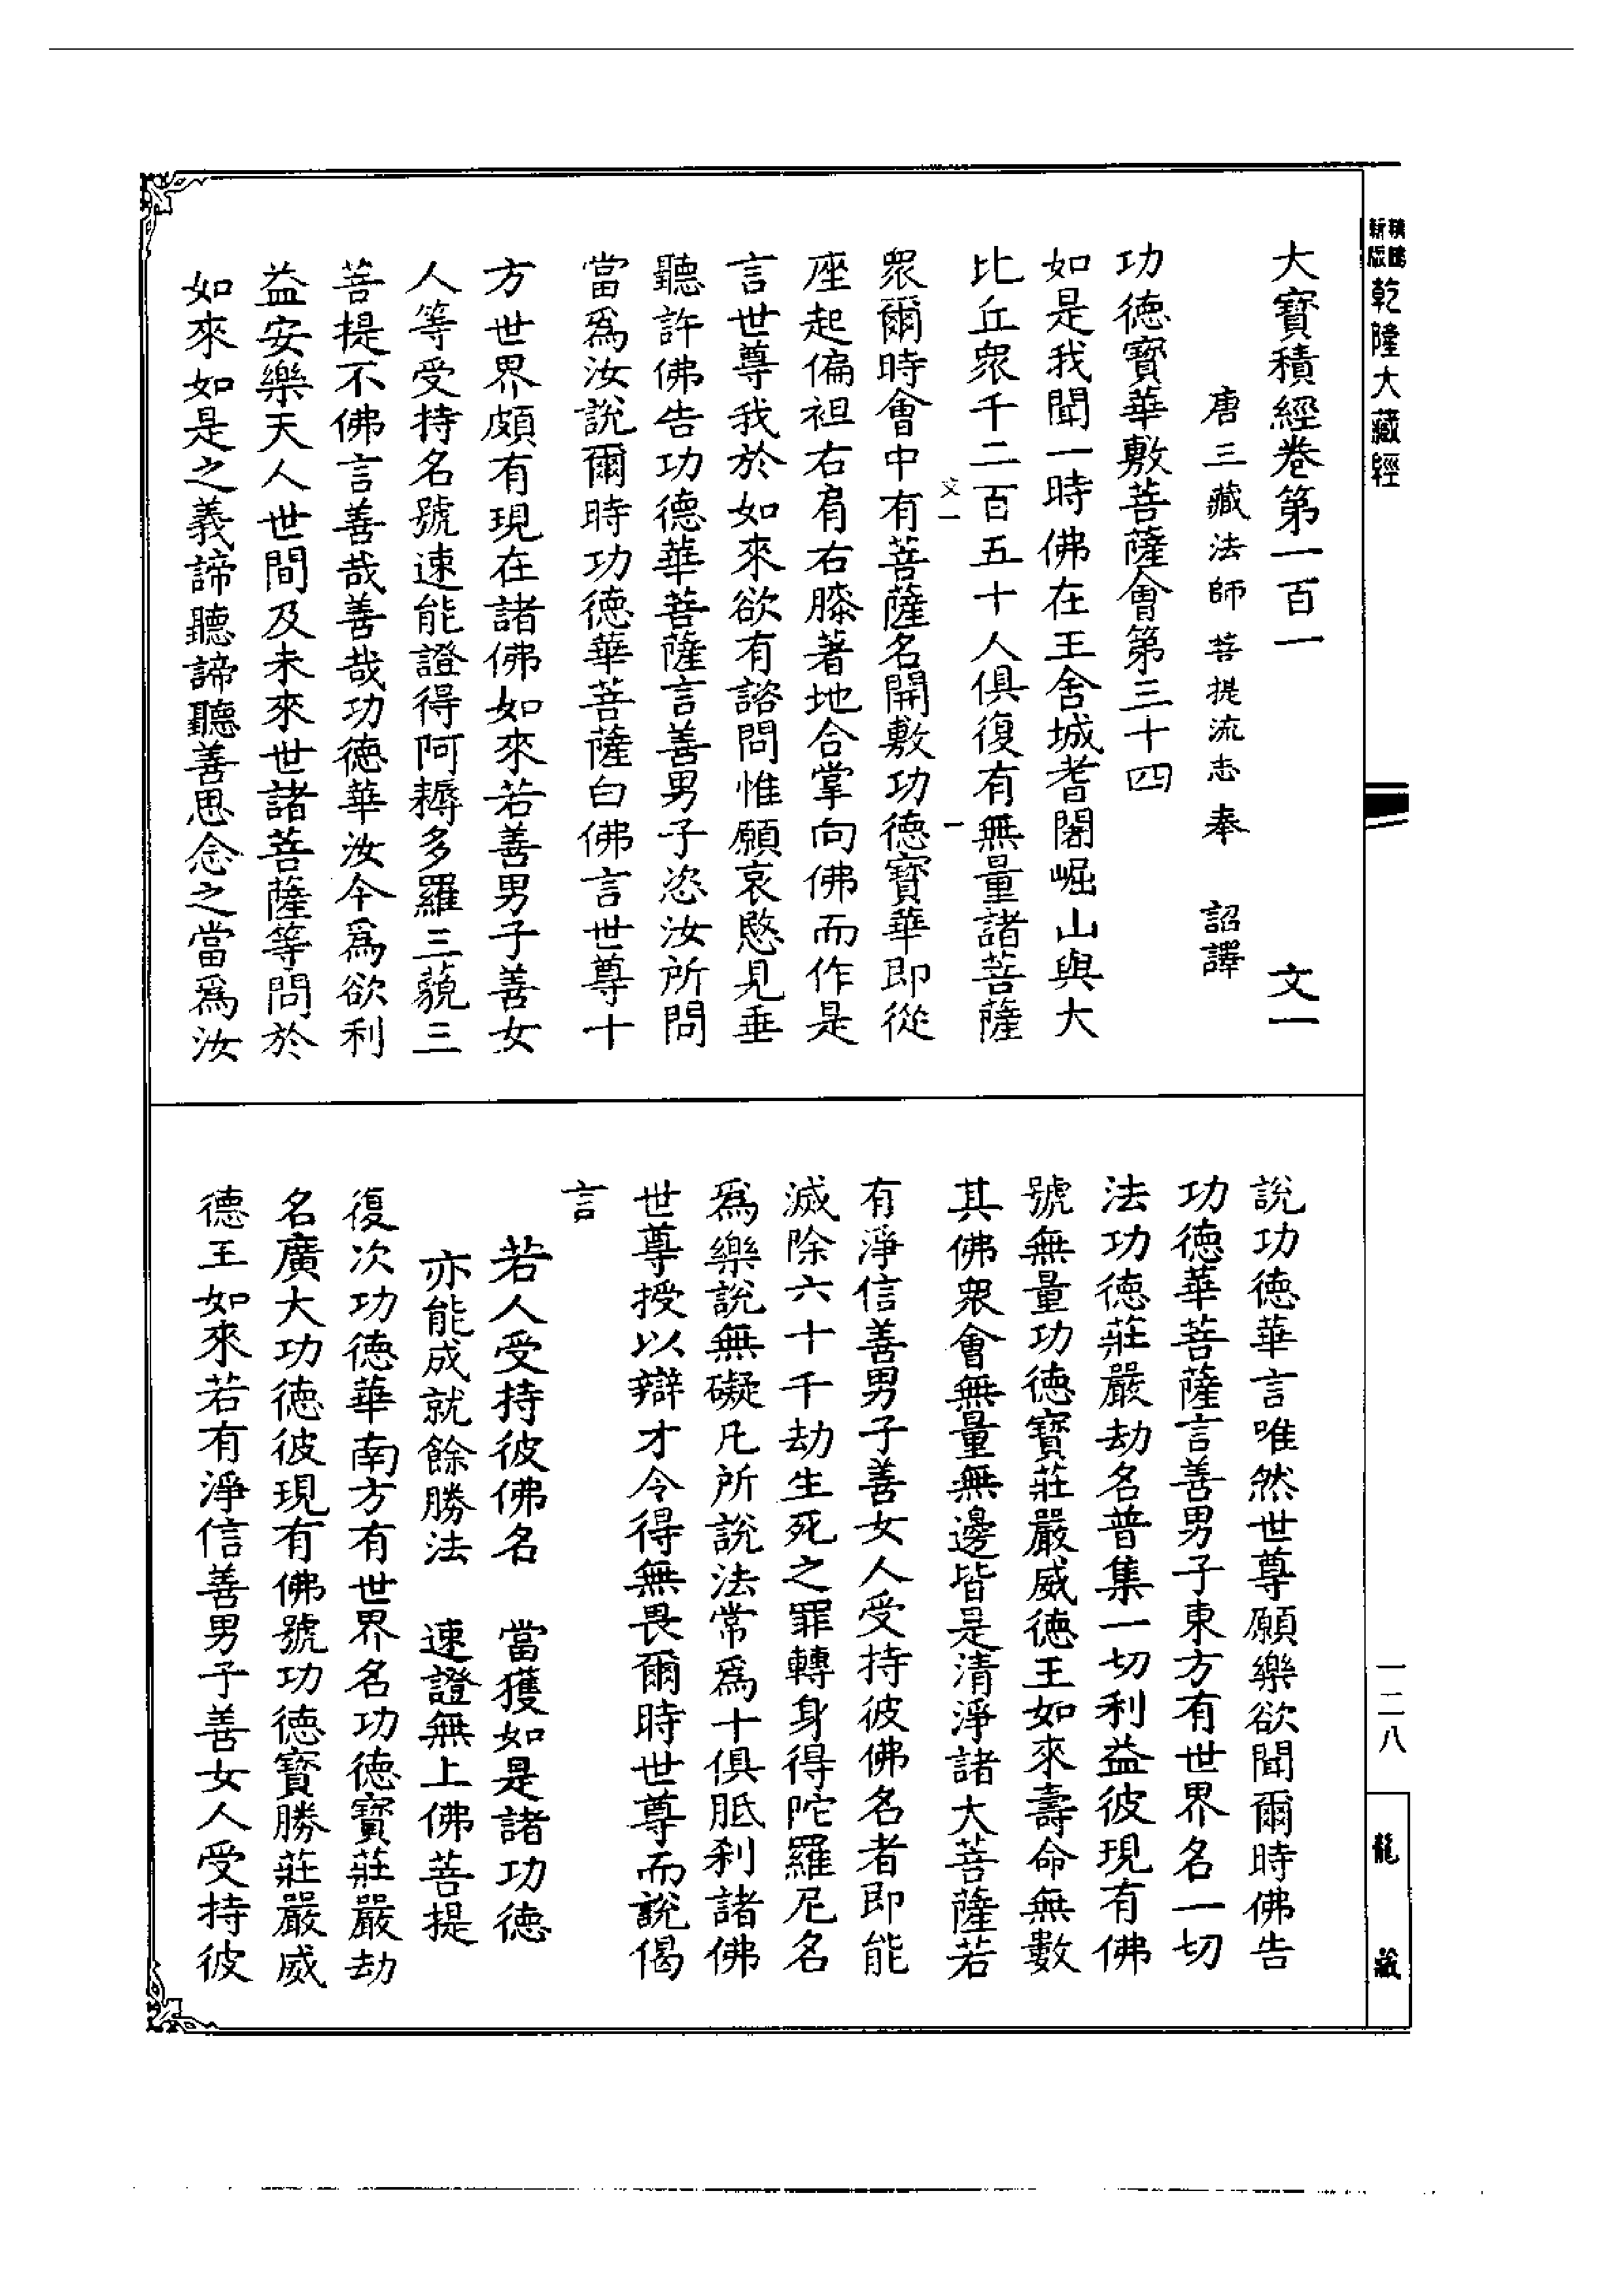 乾隆大藏經
大寶積經卷第一百一 文一
唐三藏法師菩提流志奉 詔譯
功德寶華敷菩薩會第三十四
如是我聞一時佛在王舍城耆闍崛山與大
比丘衆千二百五十人俱復有無量諸菩薩
文一 一
衆爾時會中有菩薩名開敷功德寶華即從
座起偏袒右肩右膝著地合掌向佛而作是
言世尊我於如來欲有諮問惟願哀愍見垂
聽許佛告功德華菩薩言善男子恣汝所問
當爲汝說爾時功德華菩薩白佛言世尊十
方世界頗有現在諸佛如來若善男子善女
人等受持名號速能證得阿耨多羅三藐三
菩提不佛言善哉善哉功德華汝今爲欲利
益安樂天人世間及未來世諸菩薩等問於
如來如是之義諦聽諦聽善思念之當爲汝
說功德華言唯然世尊願樂欲聞爾時佛告
功德華菩薩言善男子東方有世界名一切
法功德莊嚴劫名普集一切利益彼現有佛
號無量功德寶莊嚴威德王如來壽命無數
其佛衆會無量無邊皆是清淨諸大菩薩若
有淨信善男子善女人受持彼佛名者即能
滅除六十千劫生死之罪轉身得陀羅尼名
爲樂說無礙凡所說法常爲十俱胝刹諸佛
世尊授以辯才令得無畏爾時世尊而說偈
言
若人受持彼佛名 當獲如是諸功德
亦能成就餘勝法 速證無上佛菩提
復次功德華南方有世界名功德寶莊嚴劫
名廣大功德彼現有佛號功德寶勝莊嚴威
德王如來若有淨信善男子善女人受持彼
一二八
龍藏